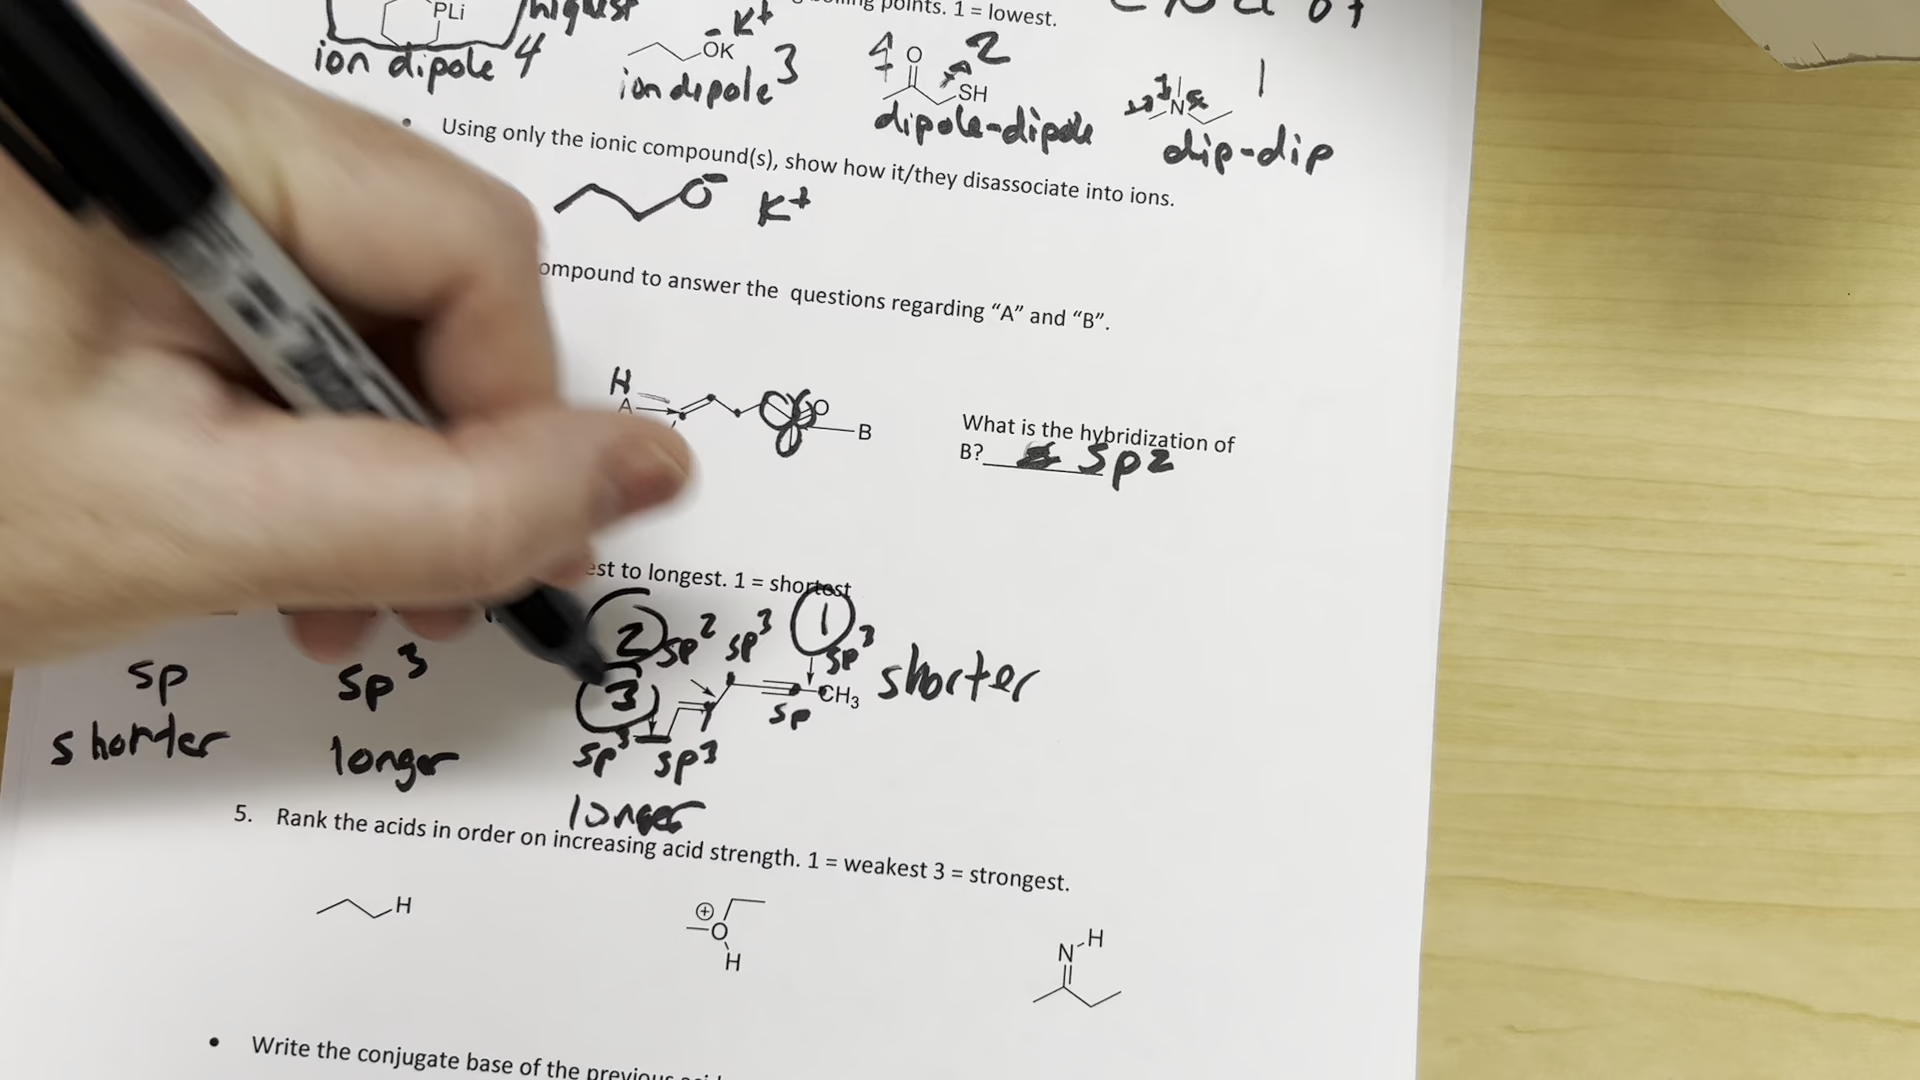 PLi
highest
points. 1 = lowest.
ion dipole 4
K+
OK
ion dipole 3
O
2
SH
dipole-dipole
1
N
dip-dip
Using only the ionic compound(s), show how it/they disassociate into ions.
O K+
compound to answer the questions regarding “A” and “B”.
H
A
O
B
What is the hybridization of
B? sp2
est to longest. 1 = shortest
2 sp2 sp3 1 sp3
sp sp3 3 CH3 shorter
sp
shorter longer sp3 sp3
longer
5. Rank the acids in order on increasing acid strength. 1 = weakest 3 = strongest.
H
+
O
H
N-H
• Write the conjugate base of the previous